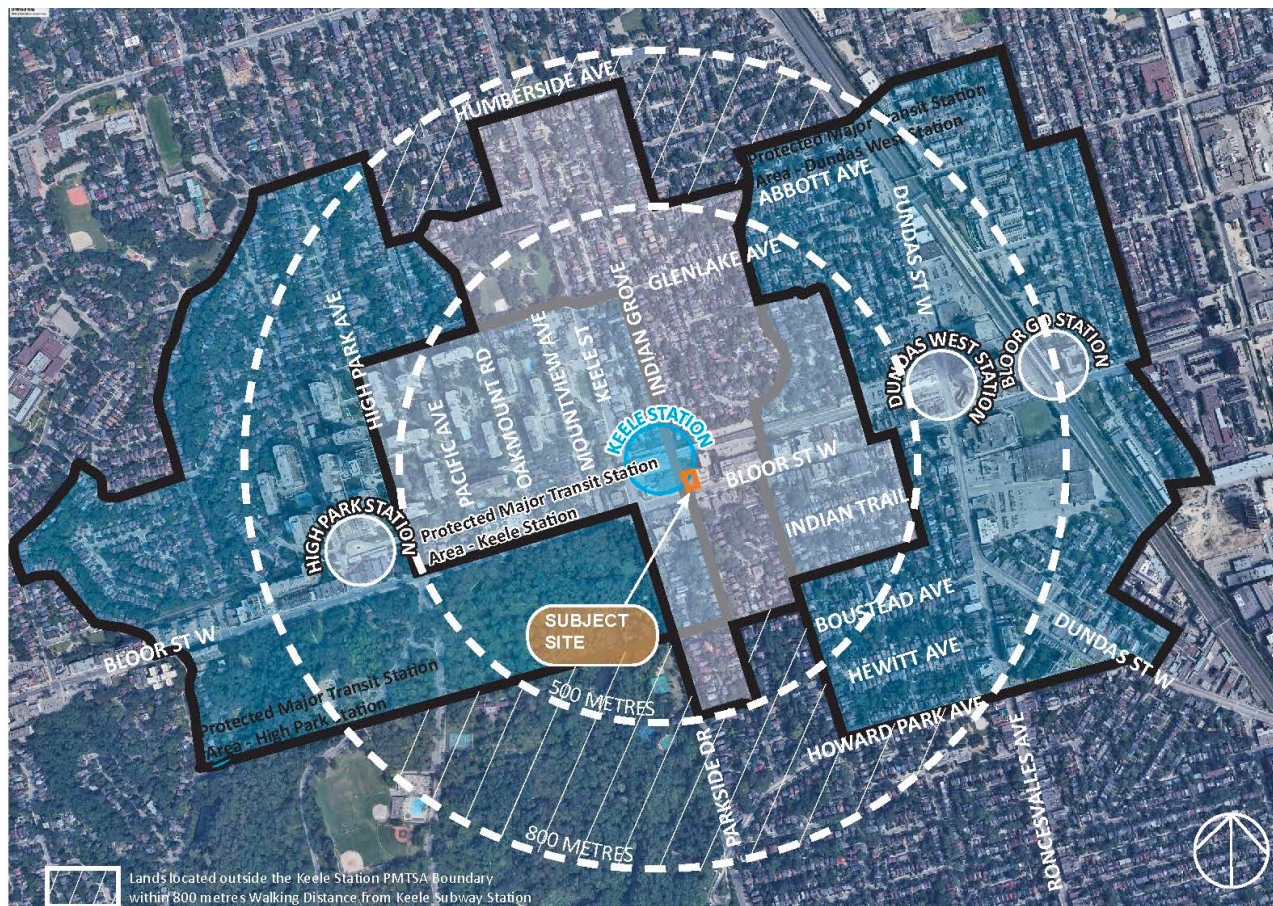 HUMBERSIDE AVE
Protected Major Transit Station
Area - Dundas West Station
ABBOTT AVE
DUNDAS ST W
GLENLAKE AVE
INDIAN GROVE
KEELE ST
MOUNTVIEW AVE
OAKMOUNT RD
PACIFIC AVE
HIGH PARK AVE
HIGH PARK AVE
DUNDAS WEST STATION
BLOOR GO STATION
KEELE STATION
BLOOR ST W
Protected Major Transit Station
Area - Keele Station
INDIAN TRAIL
HIGH PARK STATION
SUBJECT
SITE
BOUSTEAD AVE
DUNDAS ST W
HEWITT AVE
BLOOR ST W
Protected Major Transit Station
Area - High Park Station
500 METRES
HOWARD PARK AVE
PARKSIDE DR
RONCESVALLES AVE
800 METRES
Lands located outside the Keele Station PMTSA Boundary
within 800 metres Walking Distance from Keele Subway Station